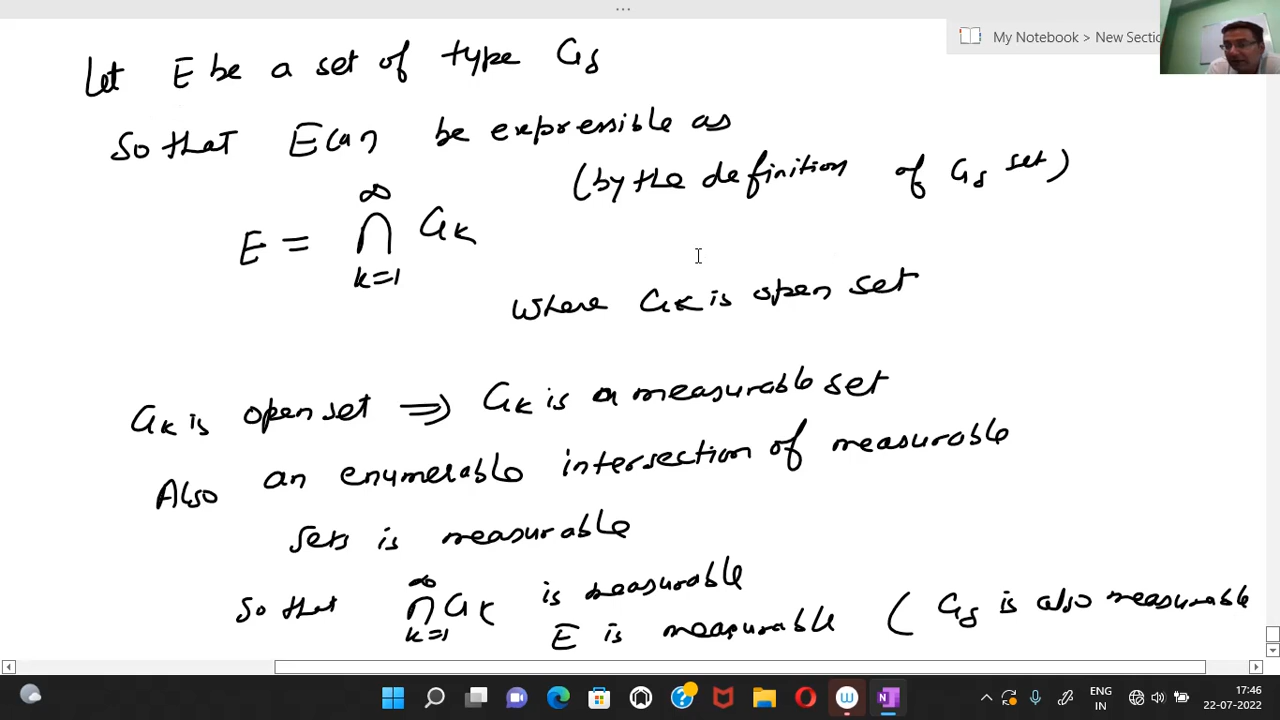 ...
My Notebook > New Sectio
Let E be a set of type Gδ
So that E can be expressible as
(by the definition of Gδ set)
E = ∞ ∩ k=1 Gk
Where Gk is open set
Gk is open set ⇒ Gk is a measurable set
Also an enumerable intersection of measurable
sets is measurable
So that ∞ ∩ k=1 Gk is measurable
E is measurable ( Gδ is also measurable
ENG
IN
17:46
22-07-2022